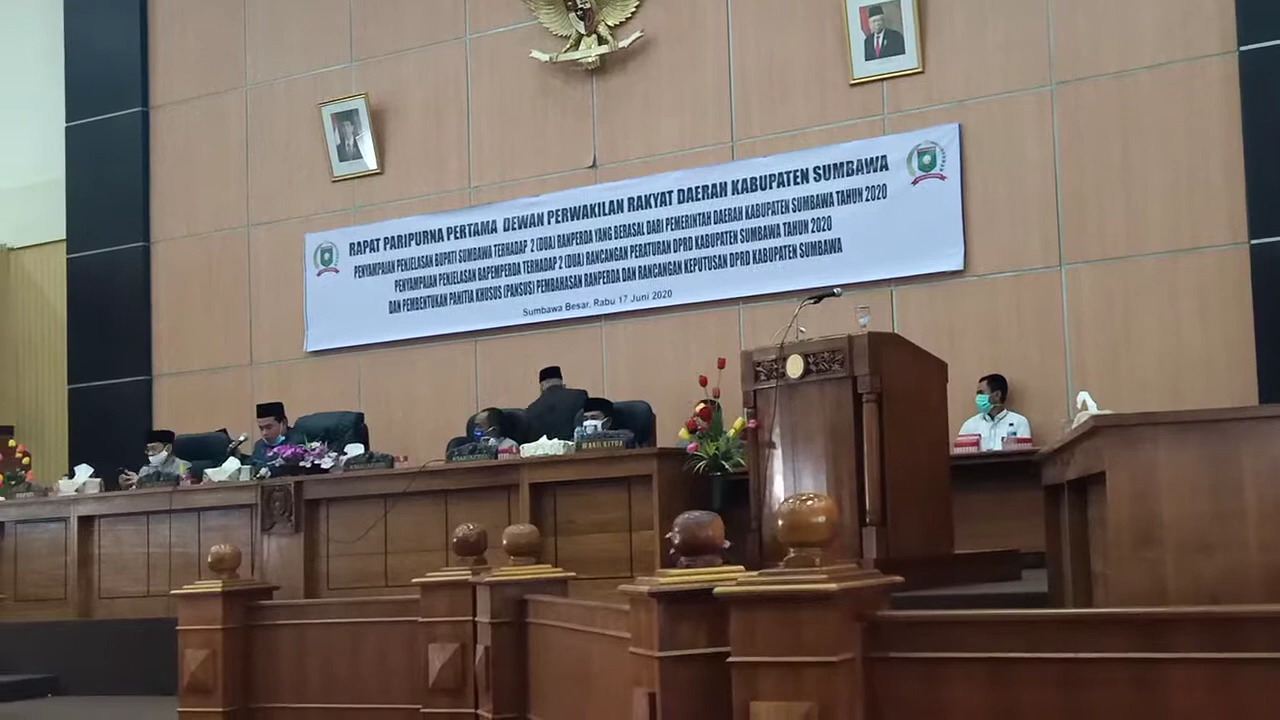 RAPAT PARIPURNA PERTAMA DEWAN PERWAKILAN RAKYAT DAERAH KABUPATEN SUMBAWA
PENYAMPAIAN PENJELASAN BUPATI SUMBAWA TERHADAP 2 (DUA) RANPERDA YANG BERASAL DARI PEMERINTAH DAERAH KABUPATEN SUMBAWA TAHUN 2020
PENYAMPAIAN PENJELASAN BAPEMPERDA TERHADAP 2 (DUA) RANCANGAN PERATURAN DPRD KABUPATEN SUMBAWA TAHUN 2020
DAN PEMBENTUKAN PANITIA KHUSUS (PANSUS) PEMBAHASAN RANPERDA DAN RANCANGAN KEPUTUSAN DPRD KABUPATEN SUMBAWA
Sumbawa Besar, Rabu 17 Juni 2020
WAKIL KETUA